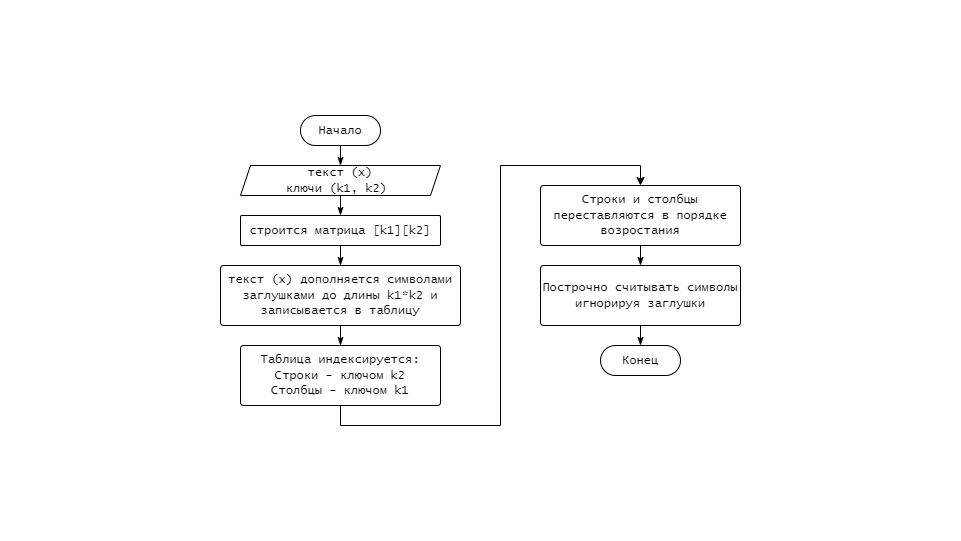 Начало
текст (x)
ключи (k1, k2)
строится матрица [k1][k2]
текст (x) дополняется символами
заглушками до длины k1*k2 и
записывается в таблицу
Таблица индексируется:
Строки - ключом k2
Столбцы - ключом k1
Строки и столбцы
переставляются в порядке
возростания
Построчно считывать символы
игнорируя заглушки
Конец